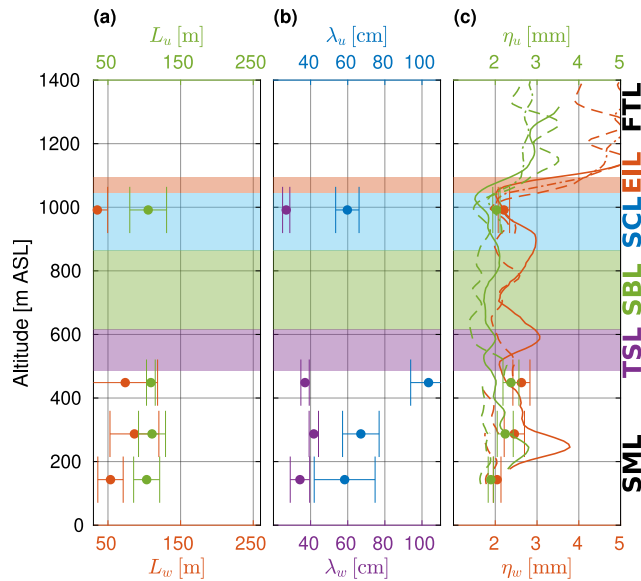 (a) (b) (c)
L_u [m] λ_u [cm] η_u [mm]
50 150 250 20 40 60 80 100 2 3 4 5
Altitude [m ASL]
1400
1200
1000
800
600
400
200
0
FTL
EIL
SCL
SBL
TSL
SML
50 150 250 20 40 60 80 100 2 3 4 5
L_w [m] λ_w [cm] η_w [mm]